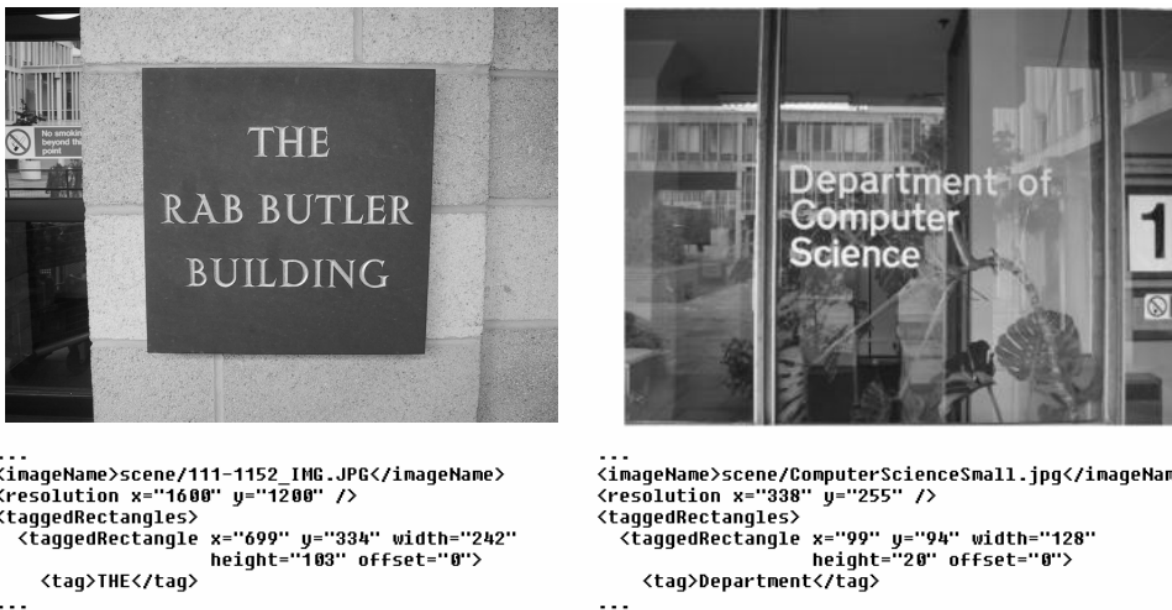 No smokin
beyond thi
point
THE
RAB BUTLER
BUILDING
Department of
Computer
Science
1
...
<imageName>scene/111-1152_IMG.JPG</imageName>
<resolution x="1600" y="1200" />
<taggedRectangles>
<taggedRectangle x="699" y="334" width="242"
height="103" offset="0">
<tag>THE</tag>
...
...
<imageName>scene/ComputerScienceSmall.jpg</imageNam
<resolution x="338" y="255" />
<taggedRectangles>
<taggedRectangle x="99" y="94" width="128"
height="20" offset="0">
<tag>Department</tag>
...